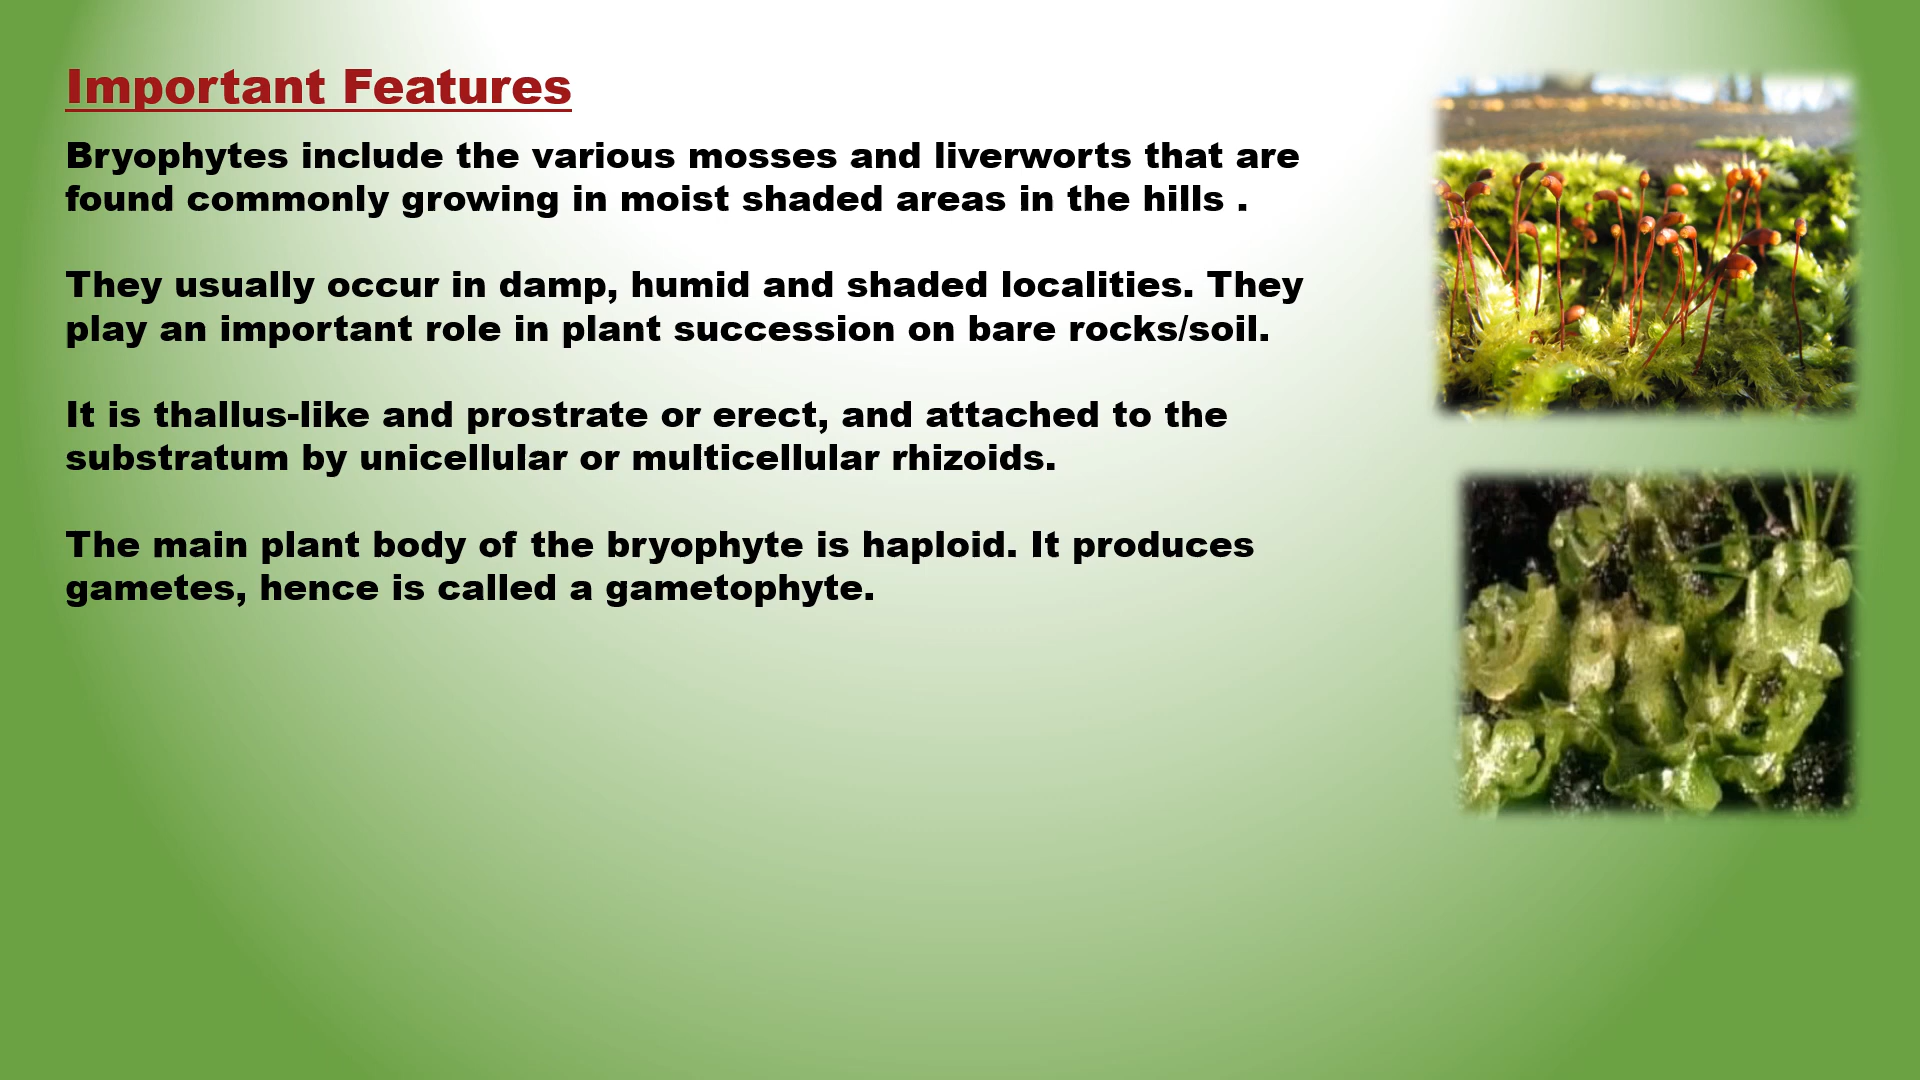 Important Features
Bryophytes include the various mosses and liverworts that are
found commonly growing in moist shaded areas in the hills .
They usually occur in damp, humid and shaded localities. They
play an important role in plant succession on bare rocks/soil.
It is thallus-like and prostrate or erect, and attached to the
substratum by unicellular or multicellular rhizoids.
The main plant body of the bryophyte is haploid. It produces
gametes, hence is called a gametophyte.